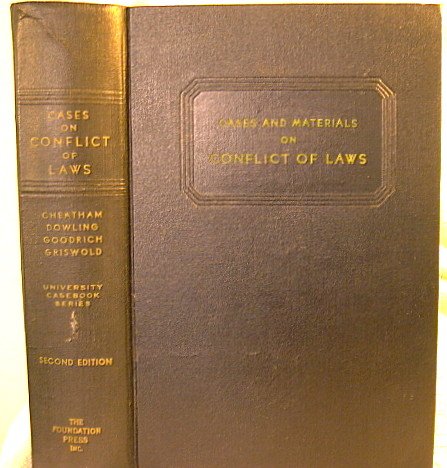 CASES
ON
CONFLICT
OF
LAWS
CHEATHAM
DOWLING
GOODRICH
GRISWOLD
UNIVERSITY
CASEBOOK
SERIES
SECOND EDITION
THE
FOUNDATION
PRESS
INC.
CASES AND MATERIALS
ON
CONFLICT OF LAWS